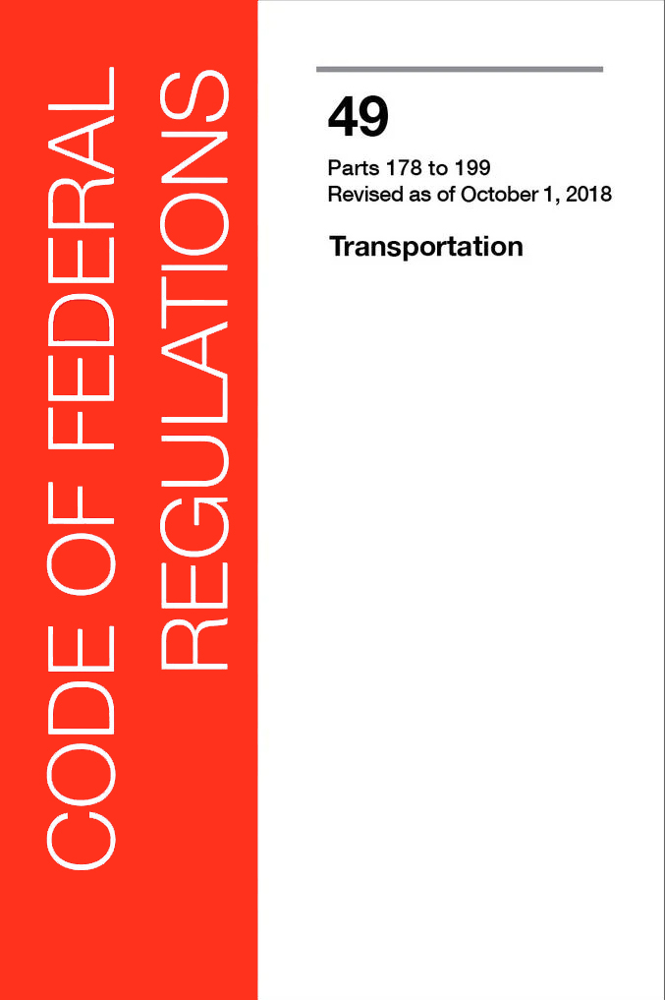 CODE OF FEDERAL
REGULATIONS
49
Parts 178 to 199
Revised as of October 1, 2018
Transportation